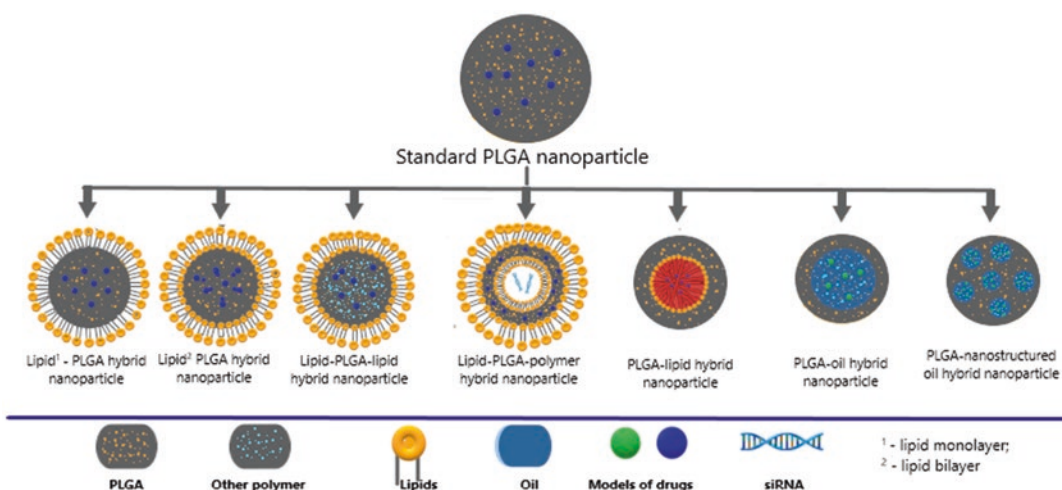 Standard PLGA nanoparticle
Lipid¹ - PLGA hybrid
nanoparticle
Lipid² PLGA hybrid
nanoparticle
Lipid-PLGA-lipid
hybrid nanoparticle
Lipid-PLGA-polymer
hybrid nanoparticle
PLGA-lipid hybrid
nanoparticle
PLGA-oil hybrid
nanoparticle
PLGA-nanostructured
oil hybrid nanoparticle
PLGA
Other polymer
Lipids
Oil
Models of drugs
siRNA
¹ - lipid monolayer;
² - lipid bilayer